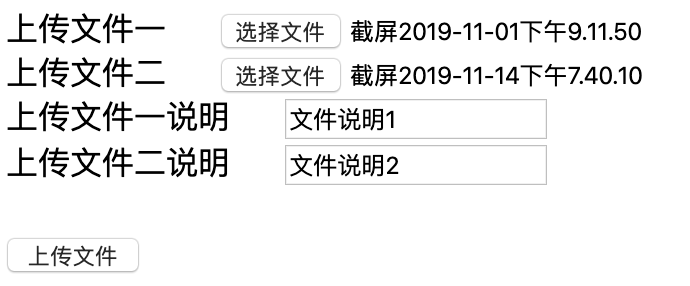 上传文件一 选择文件 截屏2019-11-01下午9.11.50
上传文件二 选择文件 截屏2019-11-14下午7.40.10
上传文件一说明 文件说明1
上传文件二说明 文件说明2
上传文件